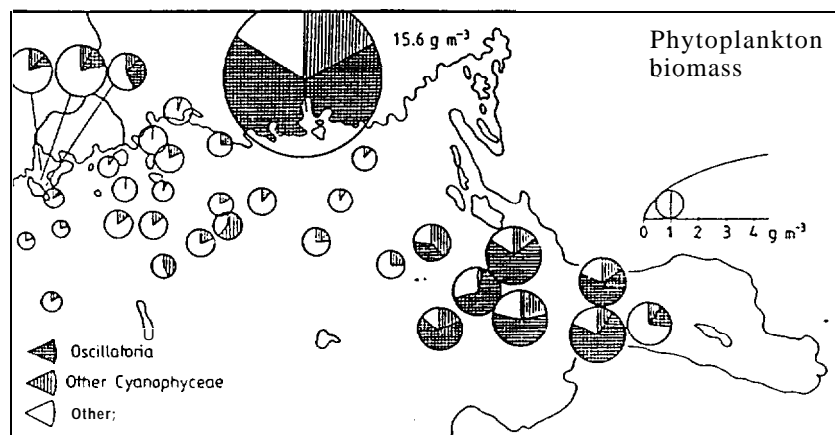 15.6 g m⁻³
Phytoplankton
biomass
0 1 2 3 4 g m⁻³
Oscillatoria
Other Cyanophyceae
Other;